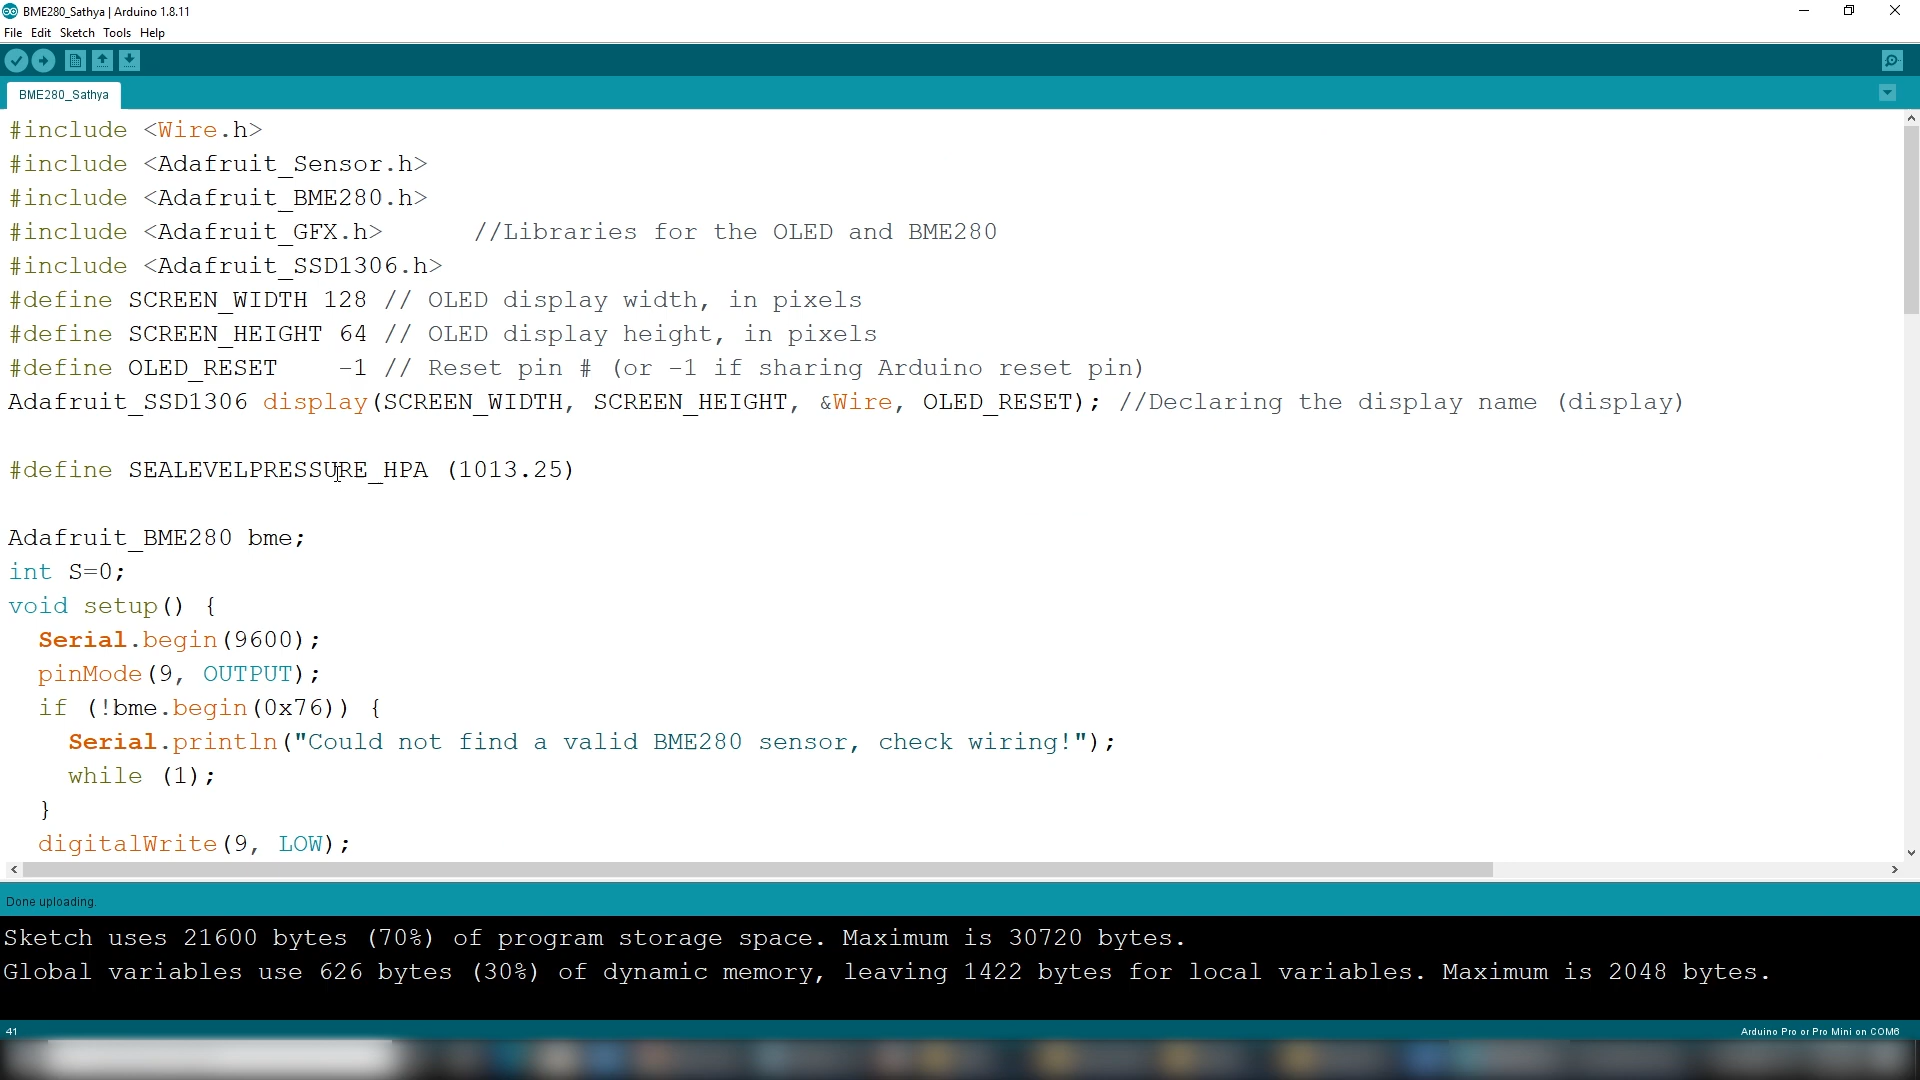 BME280_Sathya | Arduino 1.8.11
File Edit Sketch Tools Help
BME280_Sathya
#include <Wire.h>
#include <Adafruit_Sensor.h>
#include <Adafruit_BME280.h>
#include <Adafruit_GFX.h>      //Libraries for the OLED and BME280
#include <Adafruit_SSD1306.h>
#define SCREEN_WIDTH 128 // OLED display width, in pixels
#define SCREEN_HEIGHT 64 // OLED display height, in pixels
#define OLED_RESET    -1 // Reset pin # (or -1 if sharing Arduino reset pin)
Adafruit_SSD1306 display(SCREEN_WIDTH, SCREEN_HEIGHT, &Wire, OLED_RESET); //Declaring the display name (display)
#define SEALEVELPRESSURE_HPA (1013.25)
Adafruit_BME280 bme;
int S=0;
void setup() {
  Serial.begin(9600);
  pinMode(9, OUTPUT);
  if (!bme.begin(0x76)) {
    Serial.println("Could not find a valid BME280 sensor, check wiring!");
    while (1);
  }
  digitalWrite(9, LOW);
Done uploading.
Sketch uses 21600 bytes (70%) of program storage space. Maximum is 30720 bytes.
Global variables use 626 bytes (30%) of dynamic memory, leaving 1422 bytes for local variables. Maximum is 2048 bytes.
41 Arduino Pro or Pro Mini on COM6